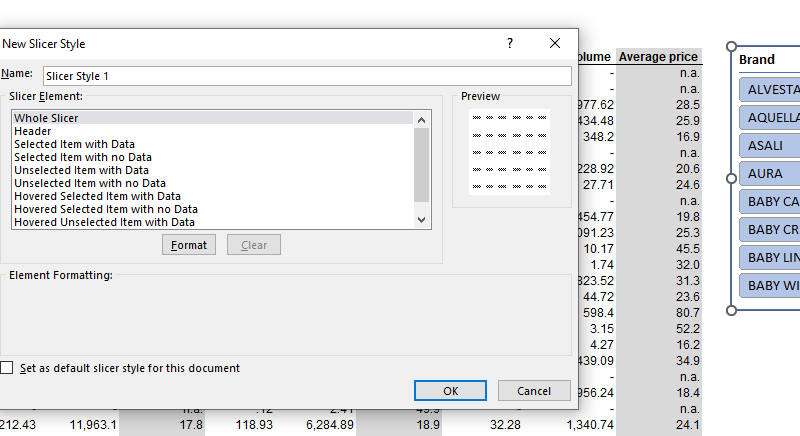 New Slicer Style ?
Name: Slicer Style 1
Slicer Element:
Whole Slicer
Header
Selected Item with Data
Selected Item with no Data
Unselected Item with Data
Unselected Item with no Data
Hovered Selected Item with Data
Hovered Selected Item with no Data
Hovered Unselected Item with Data
Format Clear
Preview
Element Formatting:
Set as default slicer style for this document
OK Cancel
olume Average price
- n.a.
- n.a.
977.62 28.5
434.48 25.9
348.2 16.9
- n.a.
228.92 20.6
27.71 24.6
- n.a.
454.77 19.8
091.23 25.3
10.17 45.5
1.74 32.0
323.52 31.3
44.72 23.6
598.4 80.7
3.15 52.2
4.27 16.2
439.09 34.9
- n.a.
956.24 18.4
- n.a. .12 2.41 49.9 - n.a.
212.43 11,963.1 17.8 118.93 6,284.89 18.9 32.28 1,340.74 24.1
Brand
ALVESTA
AQUELLA
ASALI
AURA
BABY CA
BABY CR
BABY LIN
BABY WI